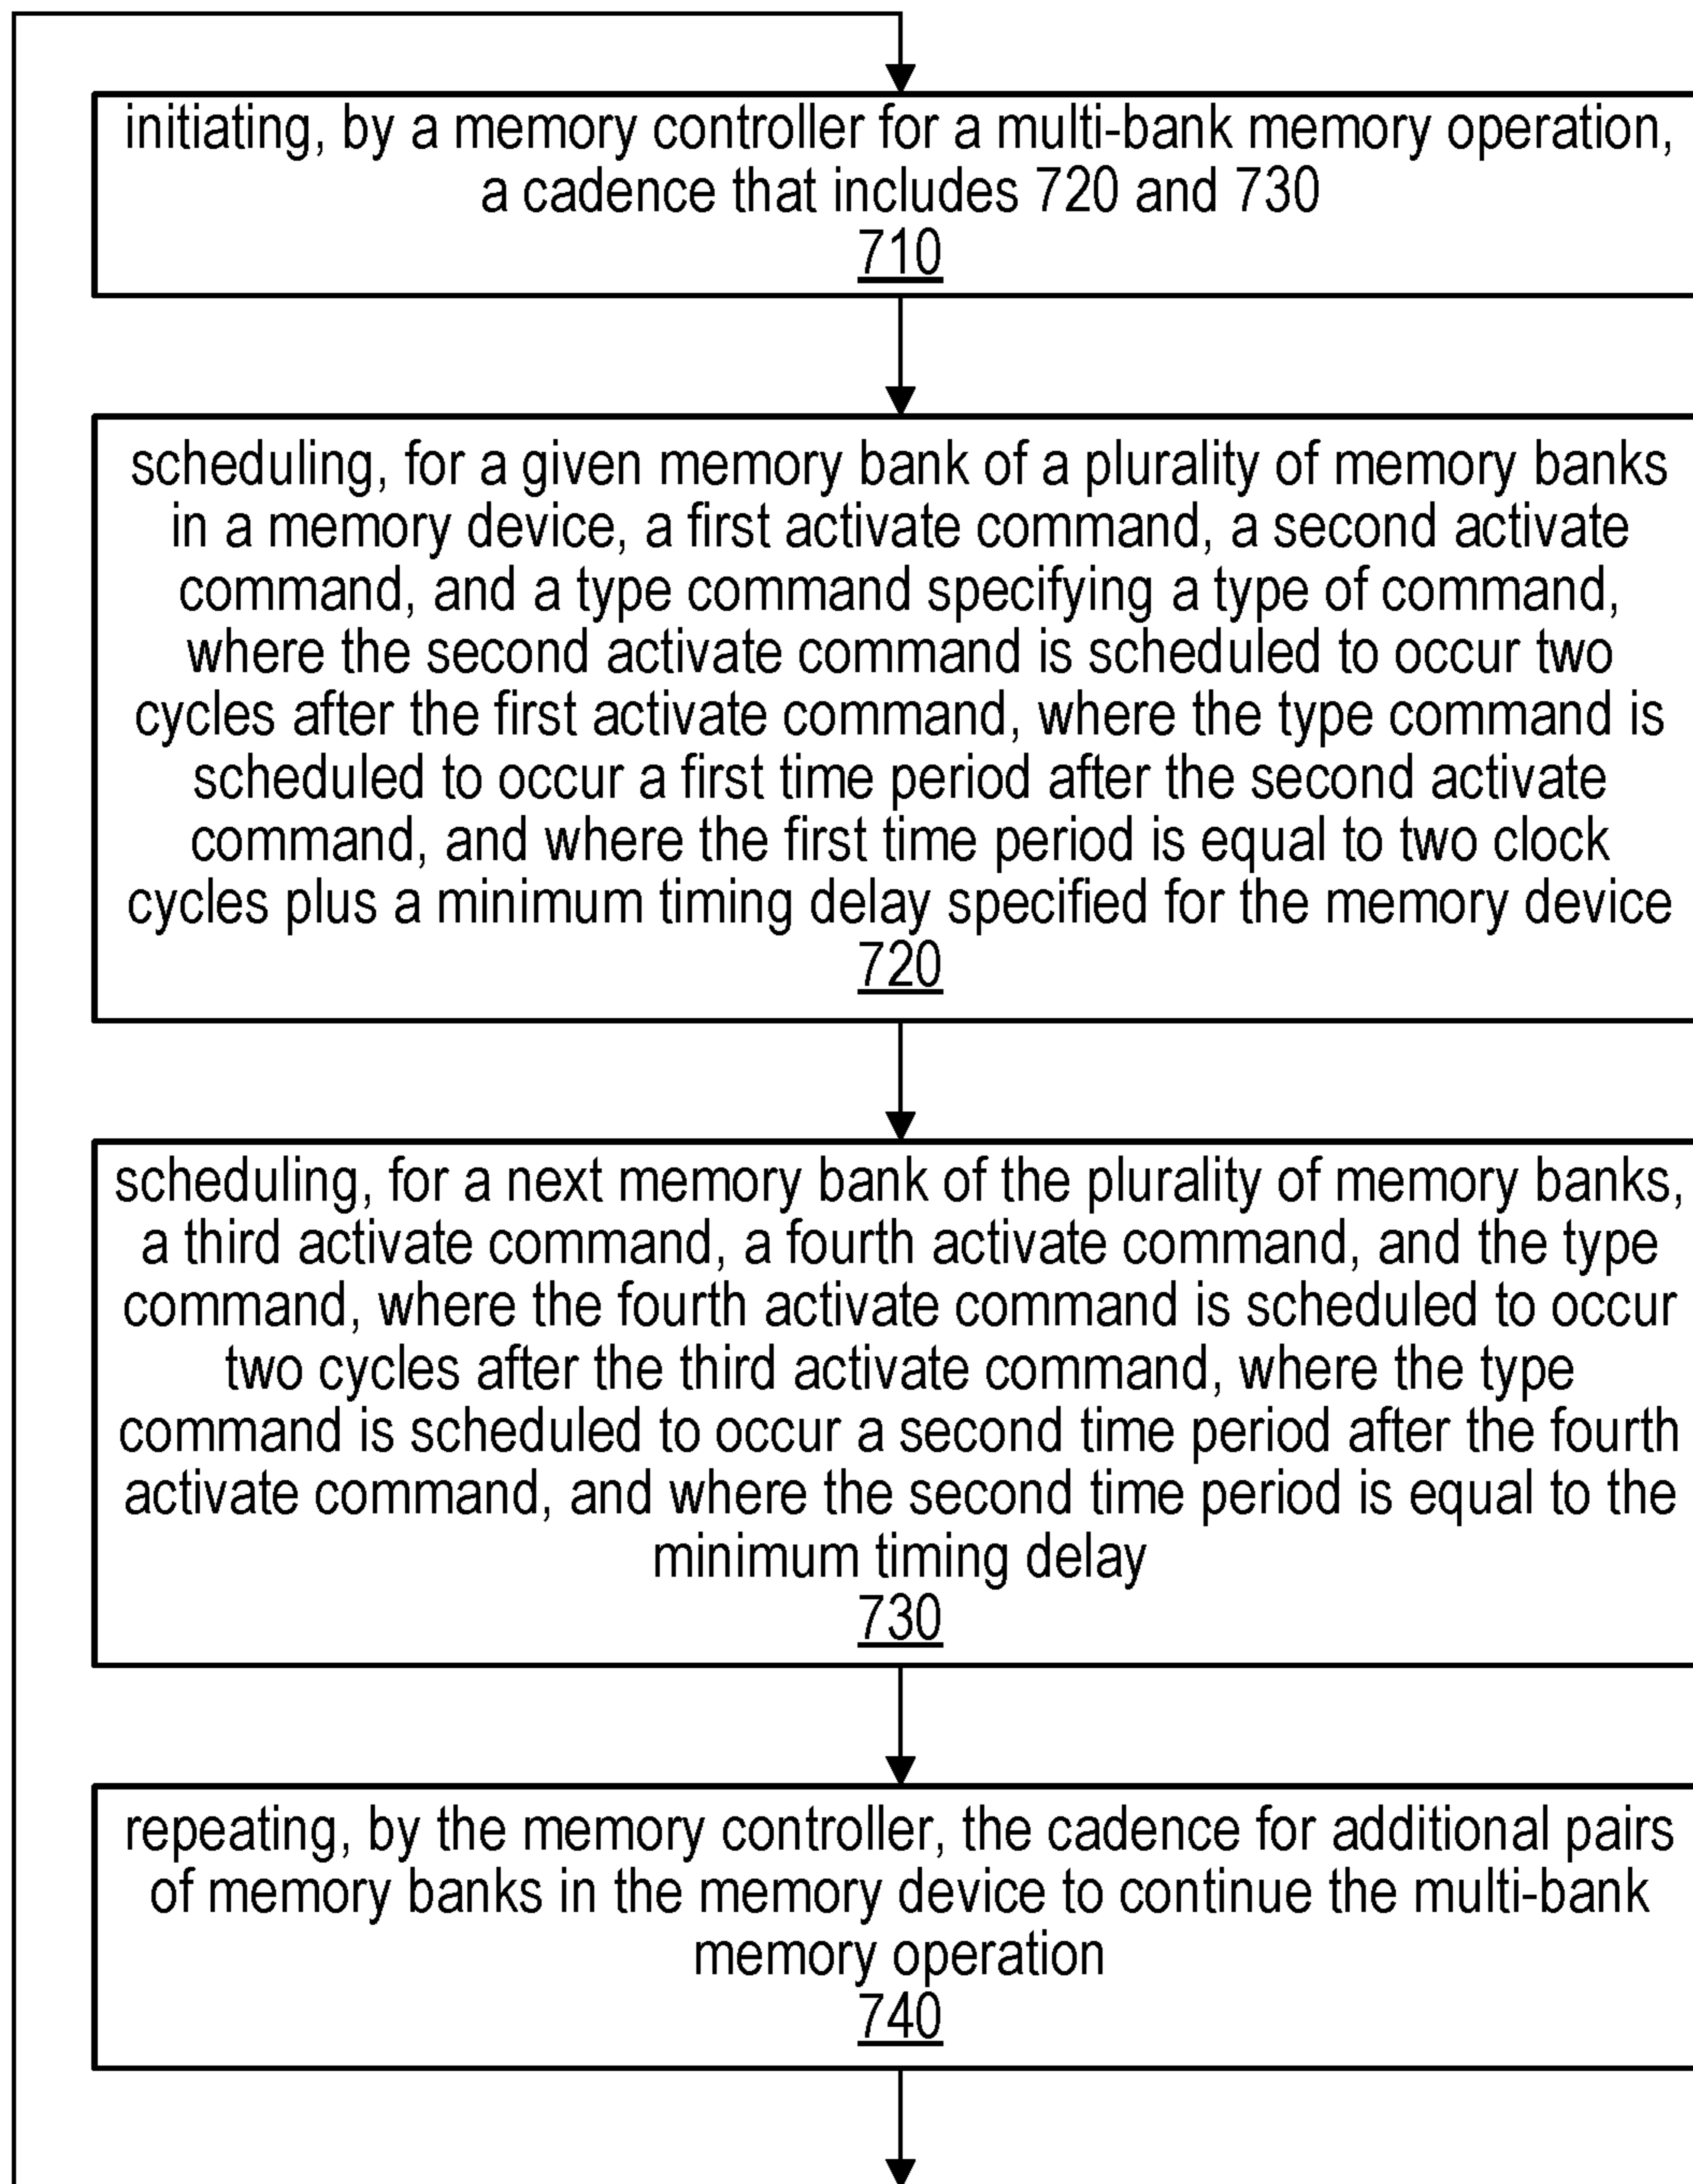 initiating, by a memory controller for a multi-bank memory operation,
a cadence that includes 720 and 730
710
scheduling, for a given memory bank of a plurality of memory banks
in a memory device, a first activate command, a second activate
command, and a type command specifying a type of command,
where the second activate command is scheduled to occur two
cycles after the first activate command, where the type command is
scheduled to occur a first time period after the second activate
command, and where the first time period is equal to two clock
cycles plus a minimum timing delay specified for the memory device
720
scheduling, for a next memory bank of the plurality of memory banks,
a third activate command, a fourth activate command, and the type
command, where the fourth activate command is scheduled to occur
two cycles after the third activate command, where the type
command is scheduled to occur a second time period after the fourth
activate command, and where the second time period is equal to the
minimum timing delay
730
repeating, by the memory controller, the cadence for additional pairs
of memory banks in the memory device to continue the multi-bank
memory operation
740